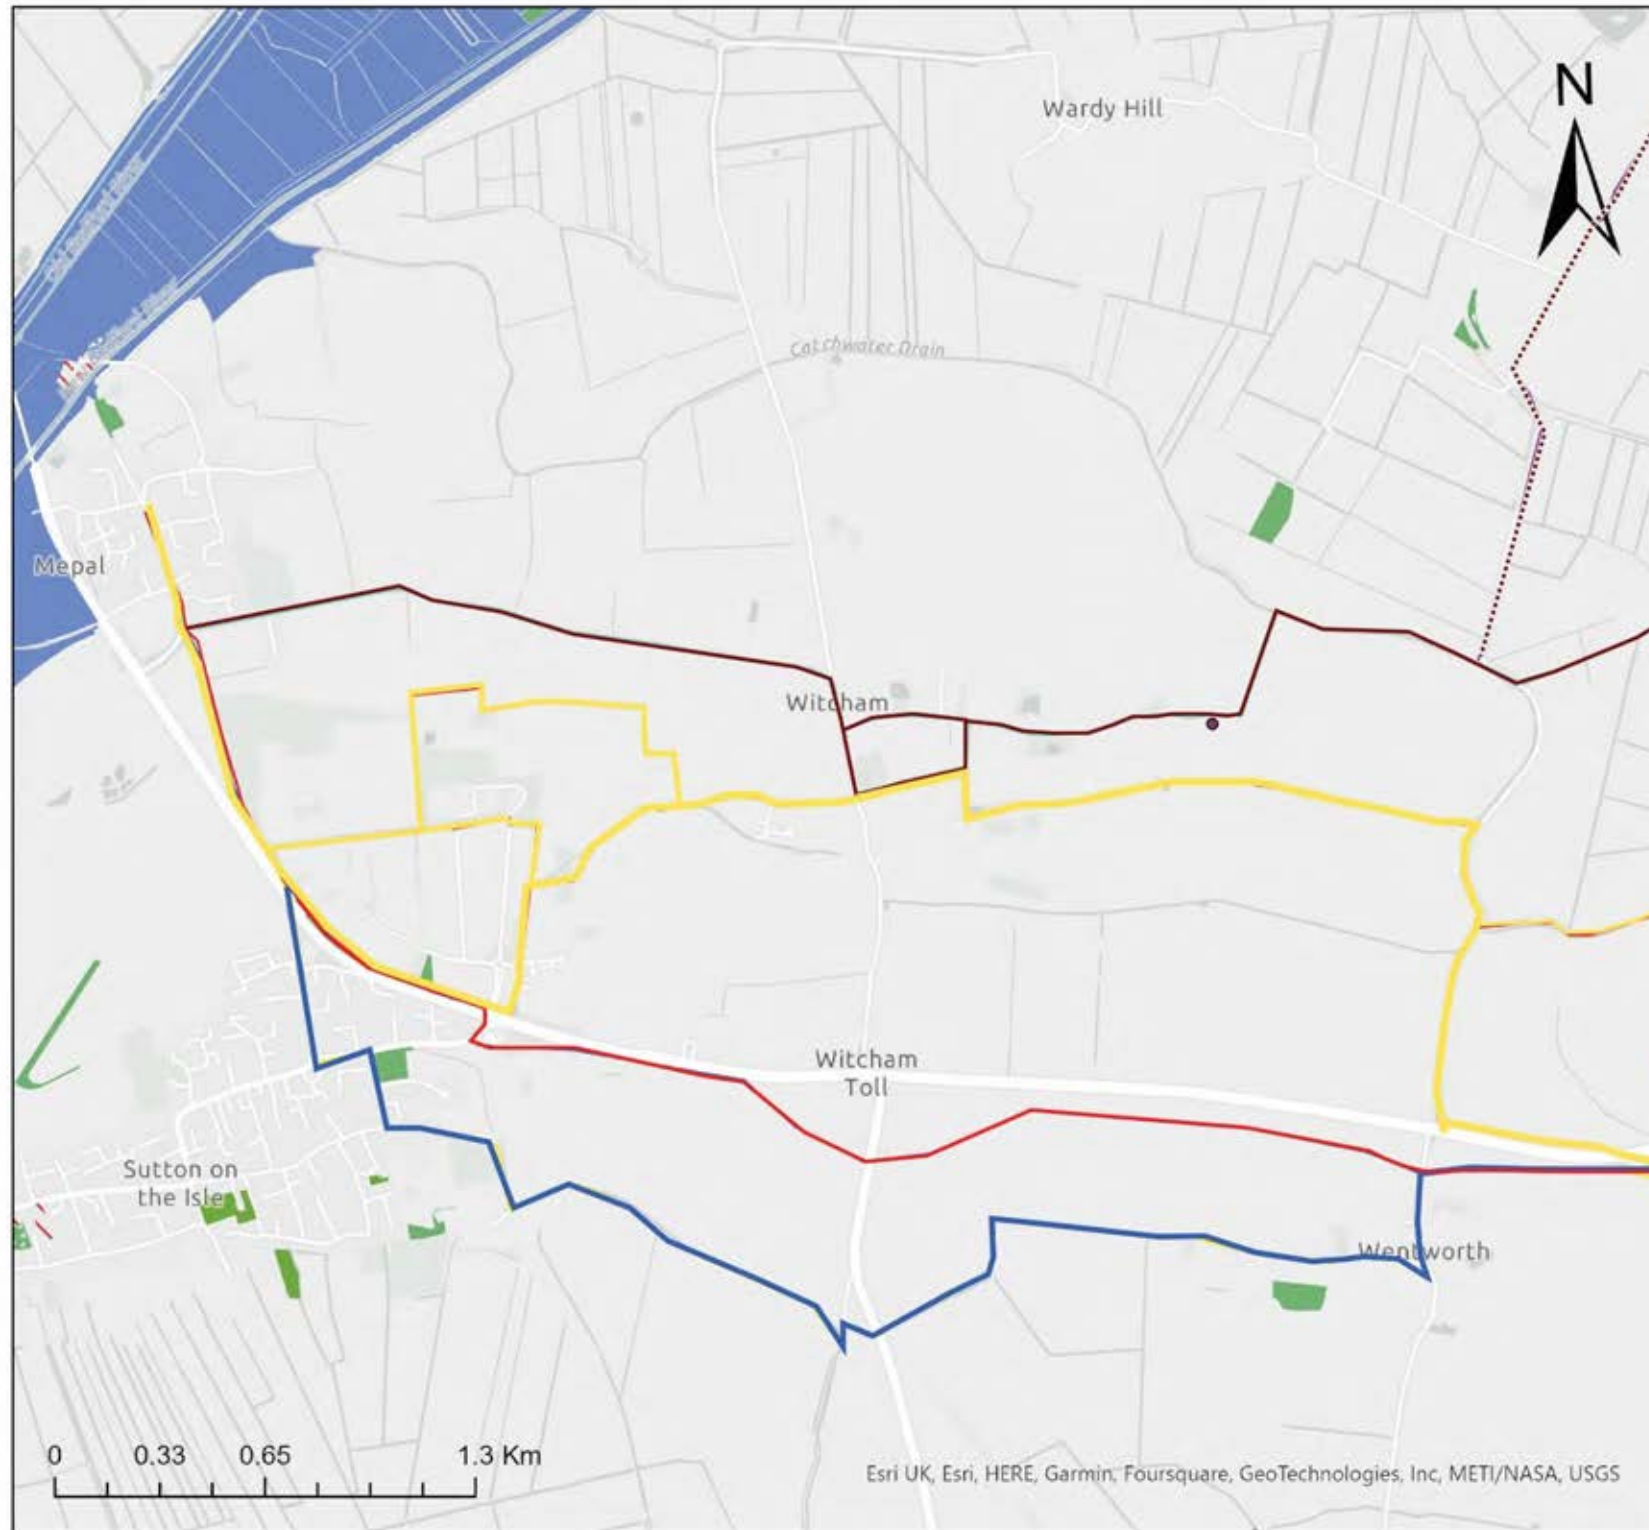 Wardy Hill
N
Catchwater Drain
Mepal
Witcham
Witcham
Toll
Sutton on
the Isle
Wentworth
0 0.33 0.65 1.3 Km
Esri UK, Esri, HERE, Garmin, Foursquare, GeoTechnologies, Inc, METI/NASA, USGS